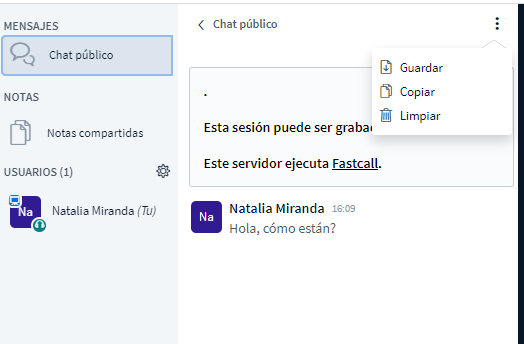 MENSAJES
Chat público
NOTAS
Notas compartidas
USUARIOS (1)
Na
Natalia Miranda (Tu)
Chat público
Guardar
Copiar
Limpiar
.
Esta sesión puede ser
Este servidor ejecuta Fastcall.
Na
Natalia Miranda 16:09
Hola, cómo están?